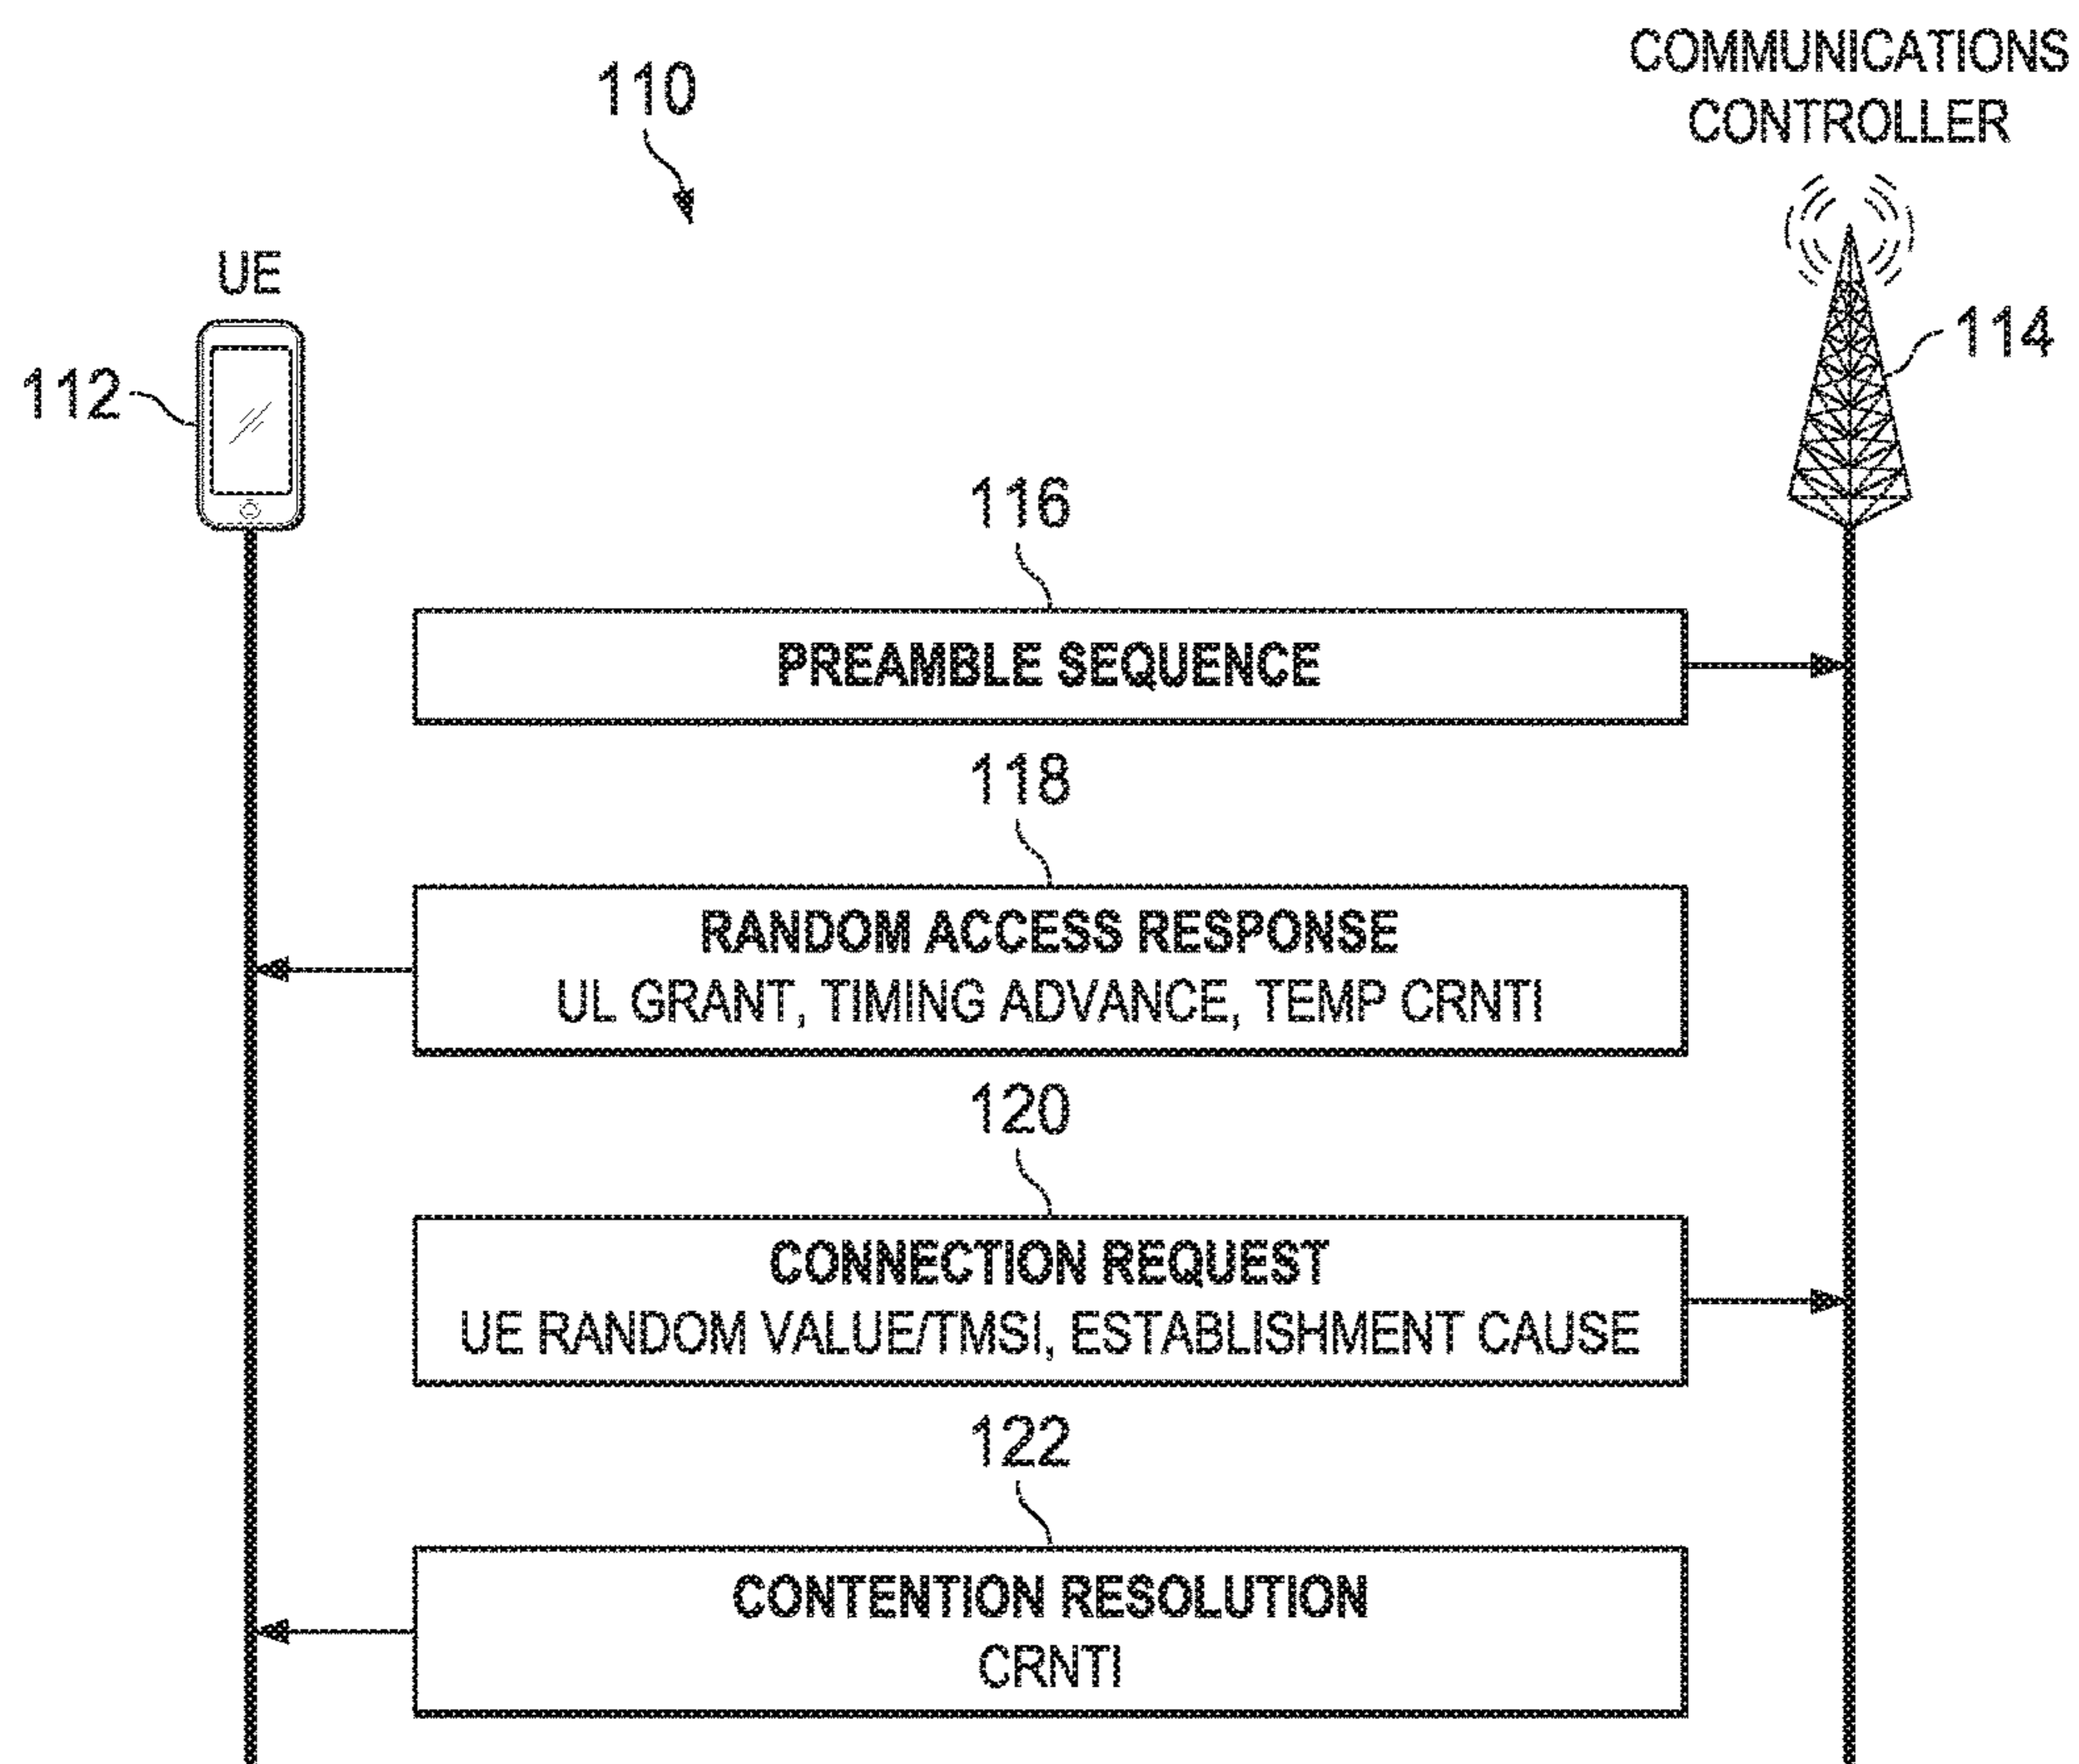 COMMUNICATIONS
CONTROLLER
110
UE
112
114
116
PREAMBLE SEQUENCE
118
RANDOM ACCESS RESPONSE
UL GRANT, TIMING ADVANCE, TEMP CRNTI
120
CONNECTION REQUEST
UE RANDOM VALUE/TMSI, ESTABLISHMENT CAUSE
122
CONTENTION RESOLUTION
CRNTI